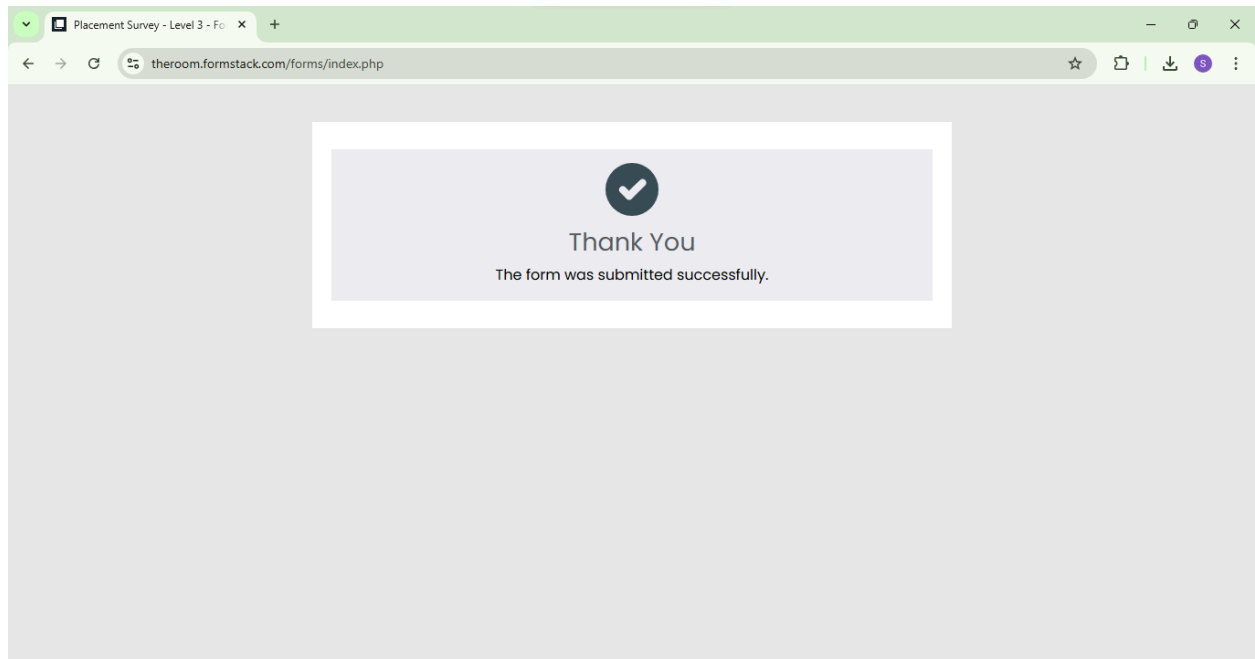 Placement Survey - Level 3 - Fo
theroom.formstack.com/forms/index.php
S
Thank You
The form was submitted successfully.